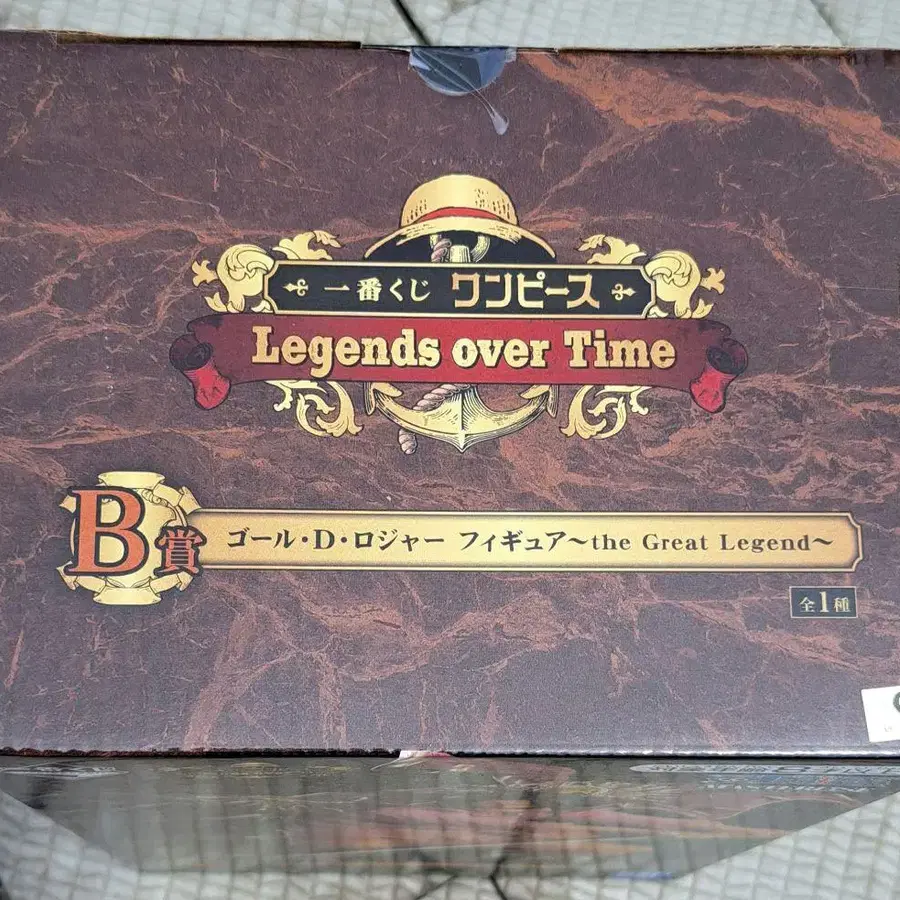 一番くじ ワンピース
Legends over Time
B賞 ゴール・D・ロジャー フィギュア～the Great Legend～
全1種